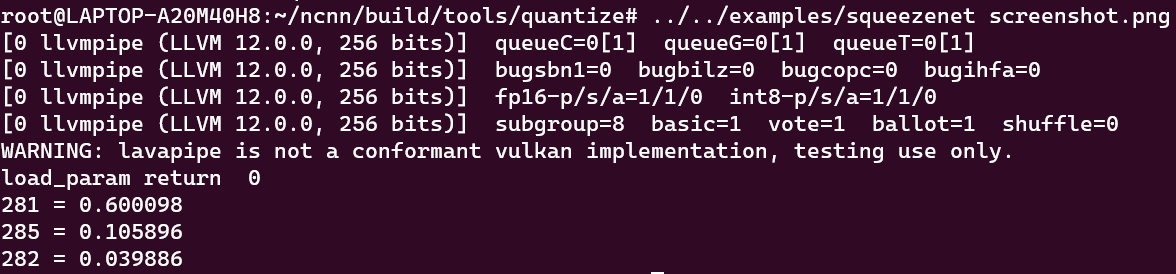 root@LAPTOP-A20M40H8:~/ncnn/build/tools/quantize# ../../examples/squeezenet screenshot.png
[0 llvmpipe (LLVM 12.0.0, 256 bits)]  queueC=0[1]  queueG=0[1]  queueT=0[1]
[0 llvmpipe (LLVM 12.0.0, 256 bits)]  bugsbn1=0  bugbilz=0  bugcopc=0  bugihfa=0
[0 llvmpipe (LLVM 12.0.0, 256 bits)]  fp16-p/s/a=1/1/0  int8-p/s/a=1/1/0
[0 llvmpipe (LLVM 12.0.0, 256 bits)]  subgroup=8  basic=1  vote=1  ballot=1  shuffle=0
WARNING: lavapipe is not a conformant vulkan implementation, testing use only.
load_param return  0
281 = 0.600098
285 = 0.105896
282 = 0.039886